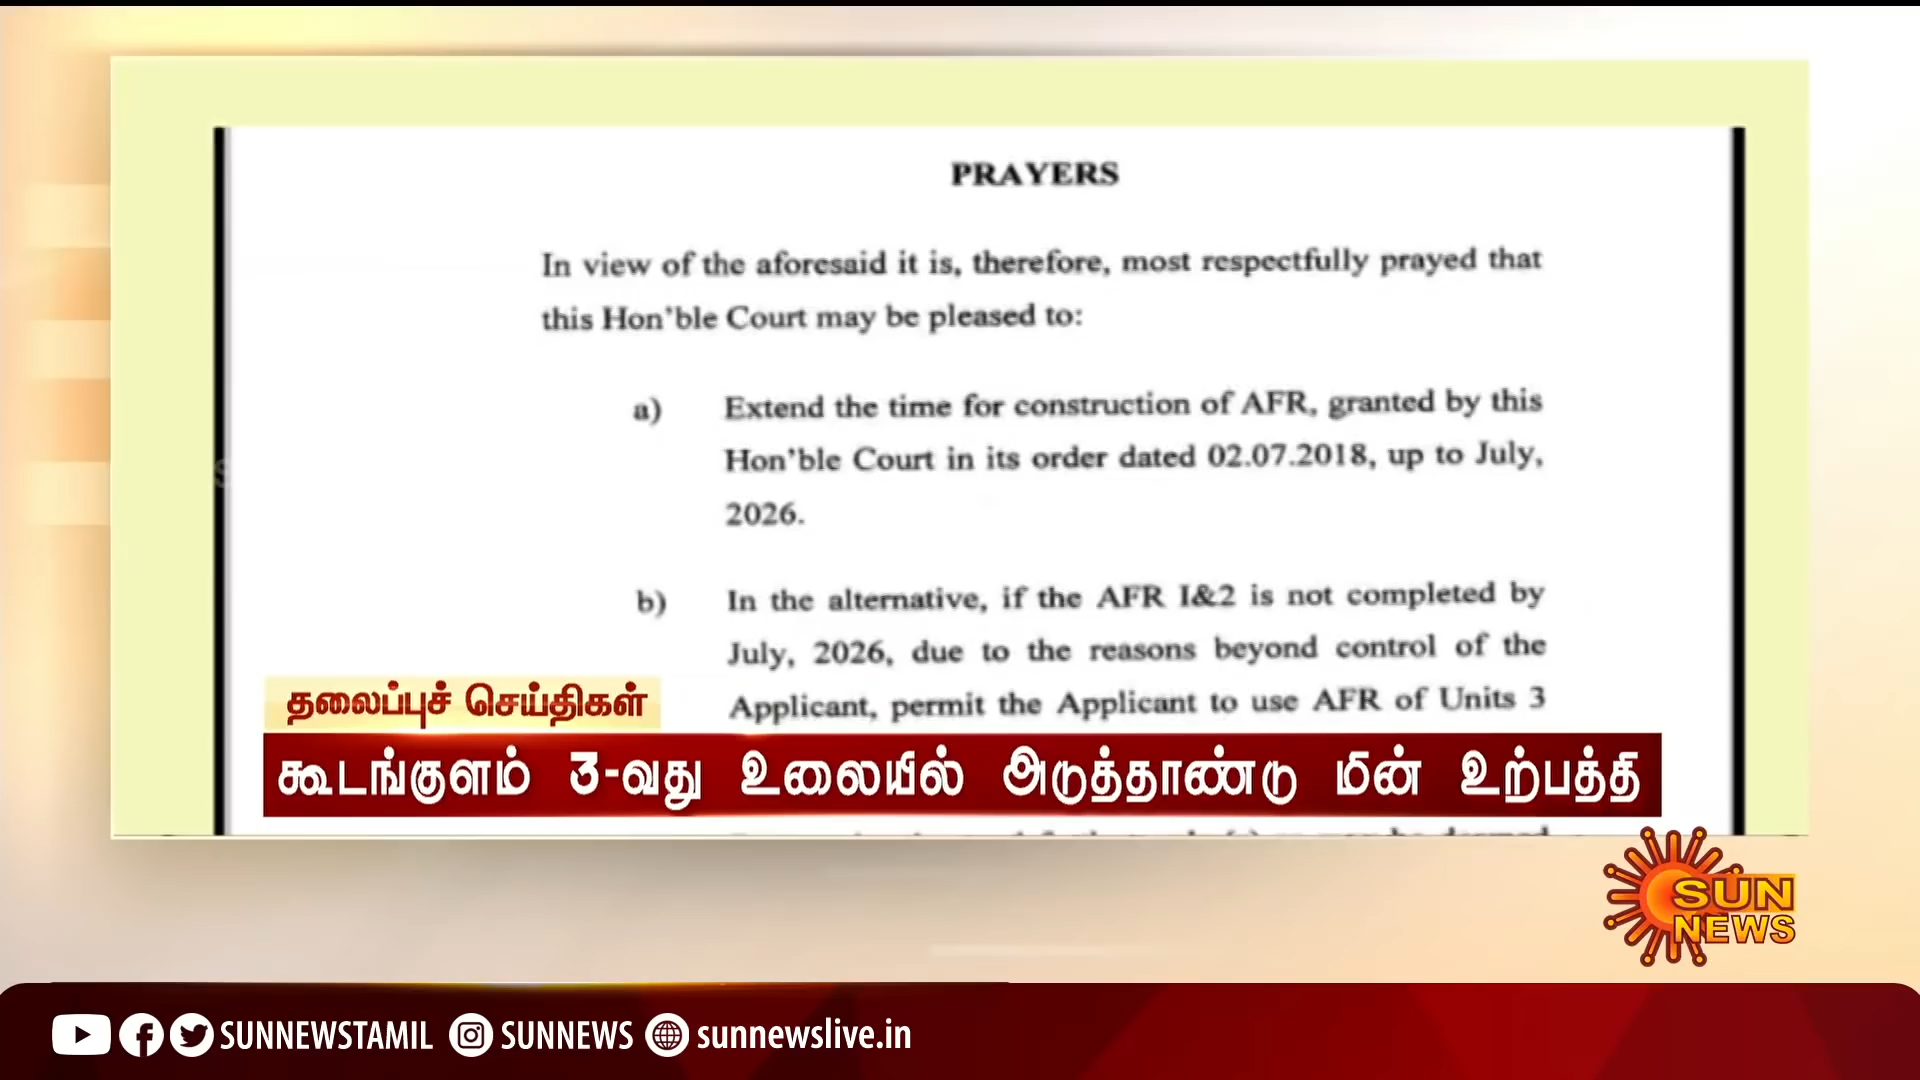 PRAYERS
In view of the aforesaid it is, therefore, most respectfully prayed that
this Hon'ble Court may be pleased to:
a) Extend the time for construction of AFR, granted by this
Hon'ble Court in its order dated 02.07.2018, up to July,
2026.
b) In the alternative, if the AFR I&2 is not completed by
July, 2026, due to the reasons beyond control of the
Applicant, permit the Applicant to use AFR of Units 3
தலைப்புச் செய்திகள்
கூடங்குளம் 3-வது உலையில் அடுத்தாண்டு மின் உற்பத்தி
SUN
NEWS
SUNNEWSTAMIL SUNNEWS sunnewslive.in